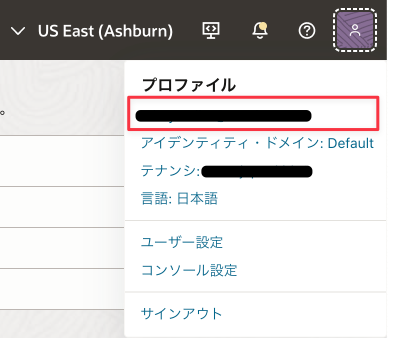 US East (Ashburn)
プロファイル
。
アイデンティティ・ドメイン: Default
テナンシ:
言語: 日本語
ユーザー設定
コンソール設定
サインアウト